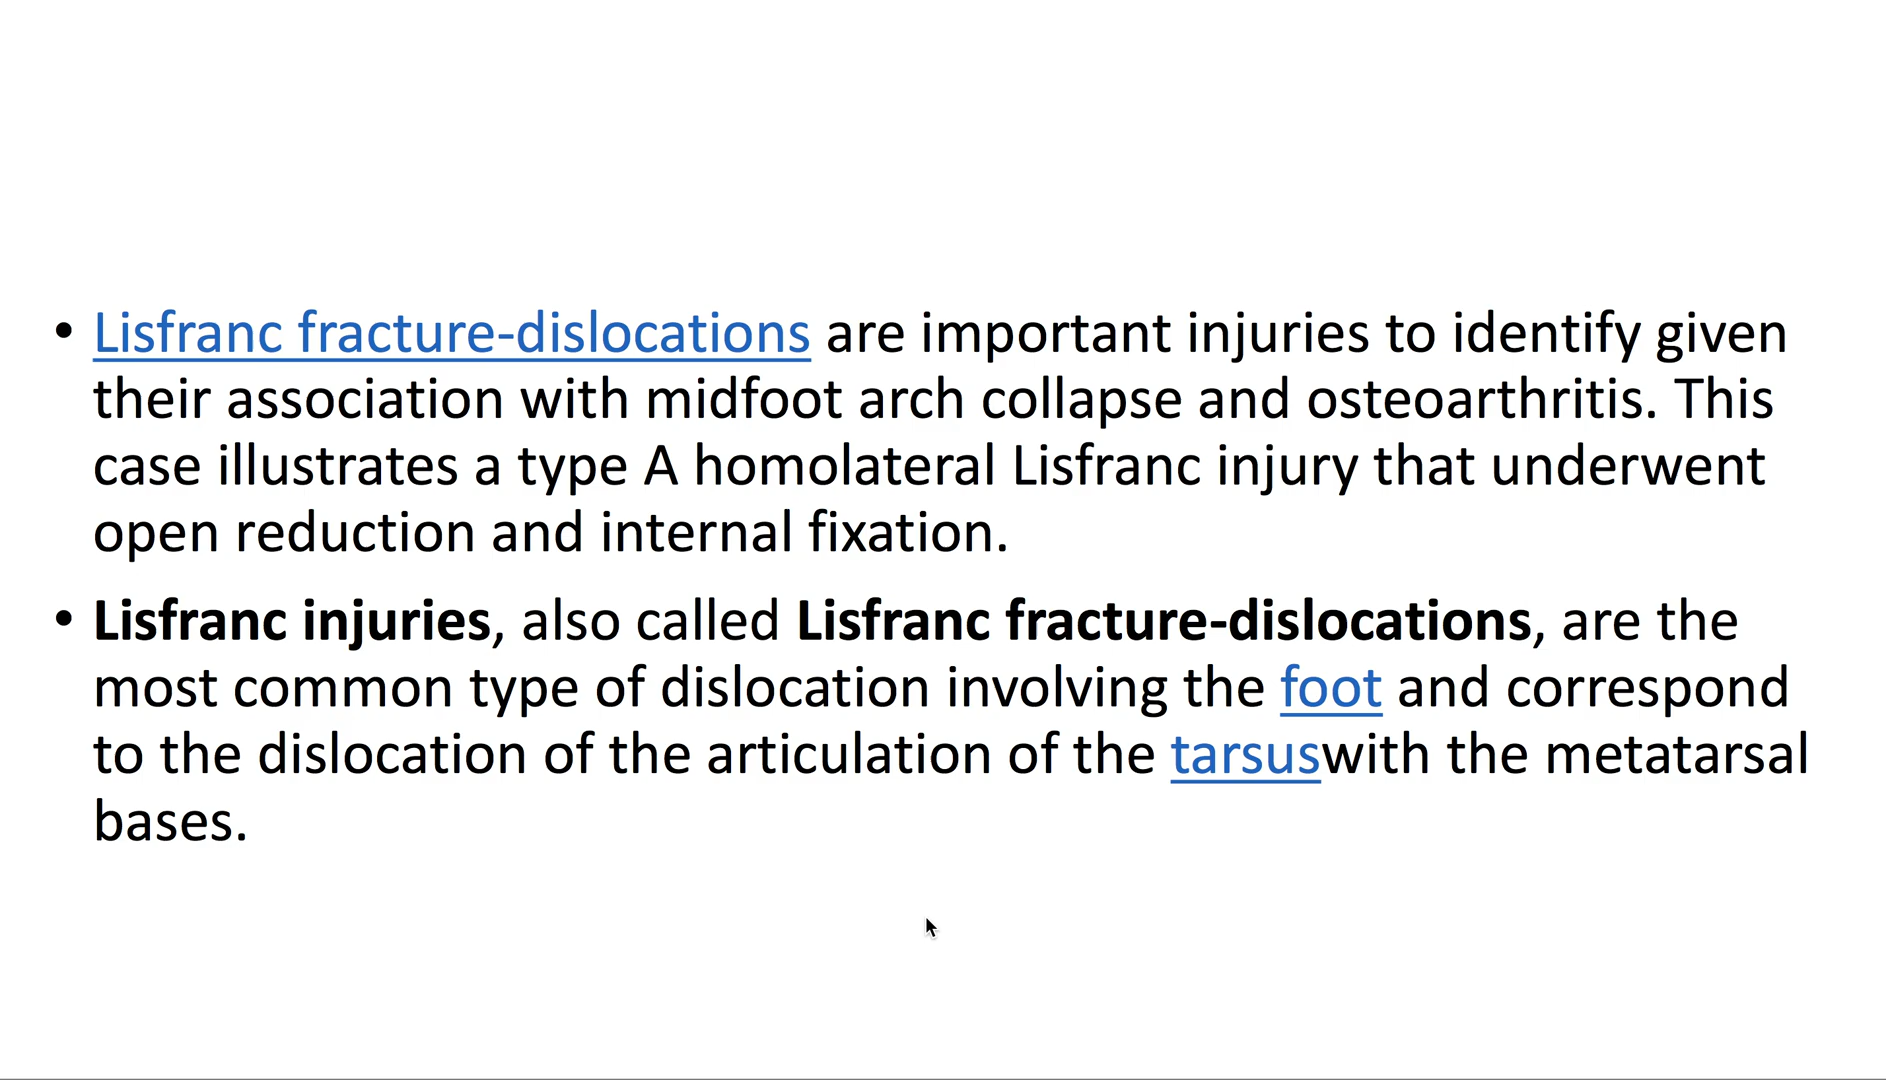 • Lisfranc fracture-dislocations are important injuries to identify given
their association with midfoot arch collapse and osteoarthritis. This
case illustrates a type A homolateral Lisfranc injury that underwent
open reduction and internal fixation.
• Lisfranc injuries, also called Lisfranc fracture-dislocations, are the
most common type of dislocation involving the foot and correspond
to the dislocation of the articulation of the tarsuswith the metatarsal
bases.